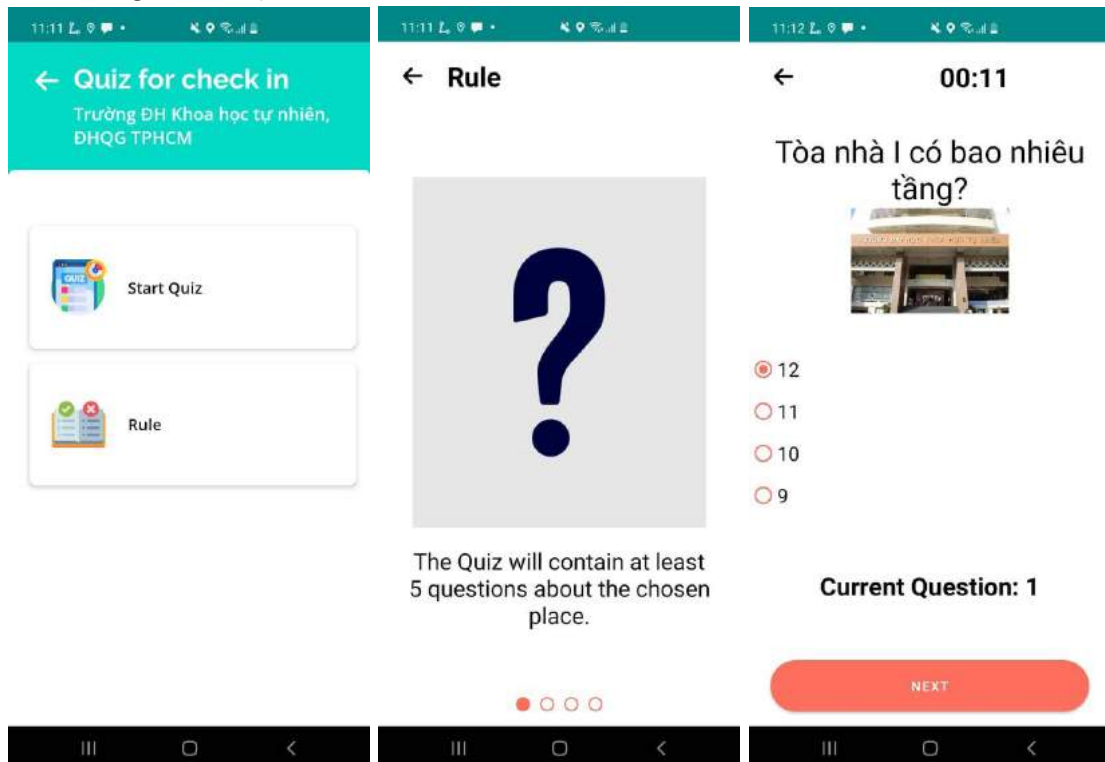 11:11
Quiz for check in
Trường ĐH Khoa học tự nhiên,
ĐHQG TPHCM
QUIZ
Start Quiz
Rule
11:11
Rule
?
The Quiz will contain at least
5 questions about the chosen
place.
11:12
00:11
Tòa nhà I có bao nhiêu
tầng?
12
11
10
9
Current Question: 1
NEXT